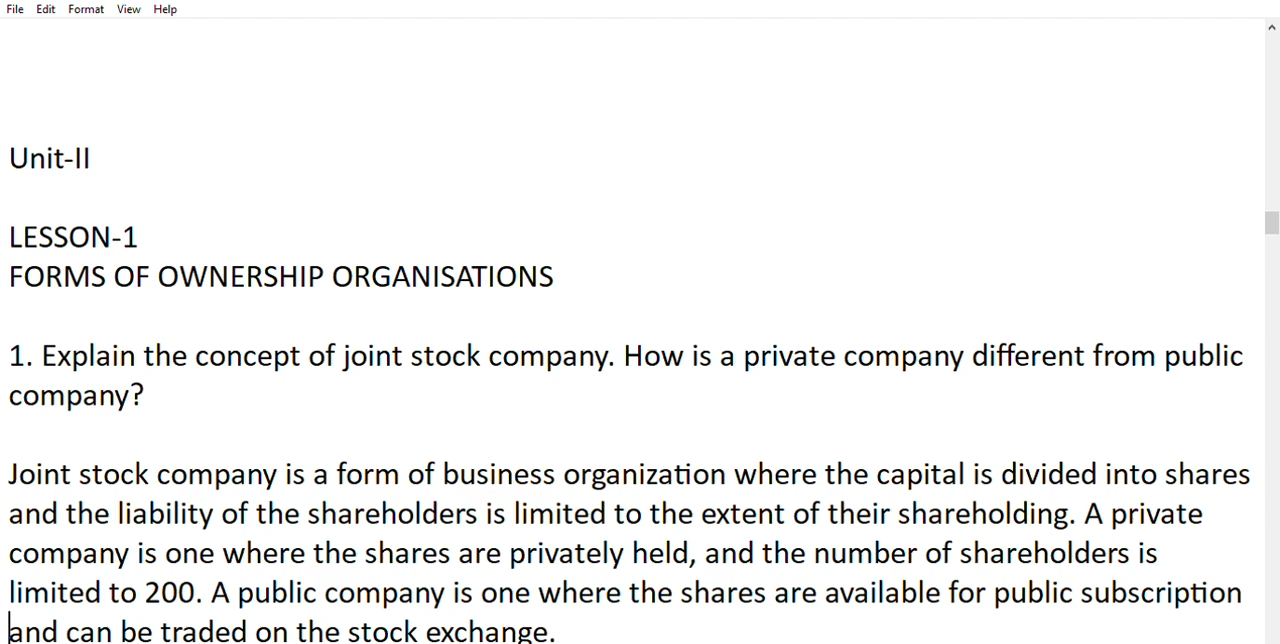 File Edit Format View Help
Unit-II
LESSON-1
FORMS OF OWNERSHIP ORGANISATIONS
1. Explain the concept of joint stock company. How is a private company different from public
company?
Joint stock company is a form of business organization where the capital is divided into shares
and the liability of the shareholders is limited to the extent of their shareholding. A private
company is one where the shares are privately held, and the number of shareholders is
limited to 200. A public company is one where the shares are available for public subscription
and can be traded on the stock exchange.